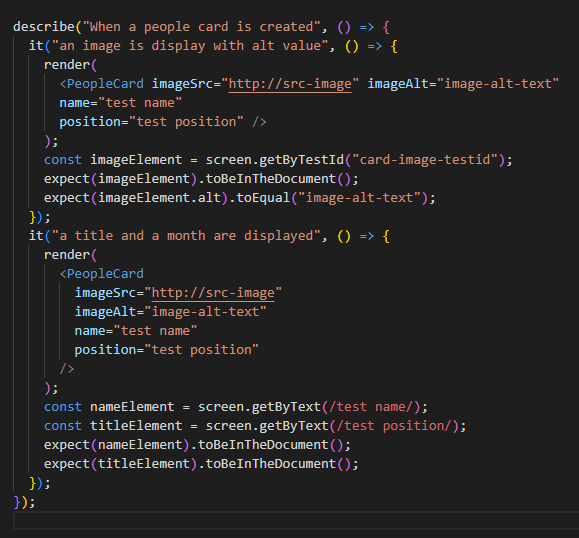 describe("When a people card is created", () => {
  it("an image is display with alt value", () => {
    render(
      <PeopleCard imageSrc="http://src-image" imageAlt="image-alt-text"
      name="test name"
      position="test position" />
    );
    const imageElement = screen.getByTestId("card-image-testid");
    expect(imageElement).toBeInTheDocument();
    expect(imageElement.alt).toEqual("image-alt-text");
  });
  it("a title and a month are displayed", () => {
    render(
      <PeopleCard
        imageSrc="http://src-image"
        imageAlt="image-alt-text"
        name="test name"
        position="test position"
      />
    );
    const nameElement = screen.getByText(/test name/);
    const titleElement = screen.getByText(/test position/);
    expect(nameElement).toBeInTheDocument();
    expect(titleElement).toBeInTheDocument();
  });
});